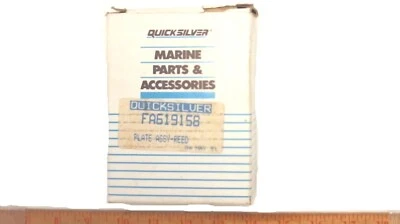 QUICKSILVER
MARINE
PARTS &
ACCESSORIES
QUICKSILVER
FA619158
PLATE ASSY-REED